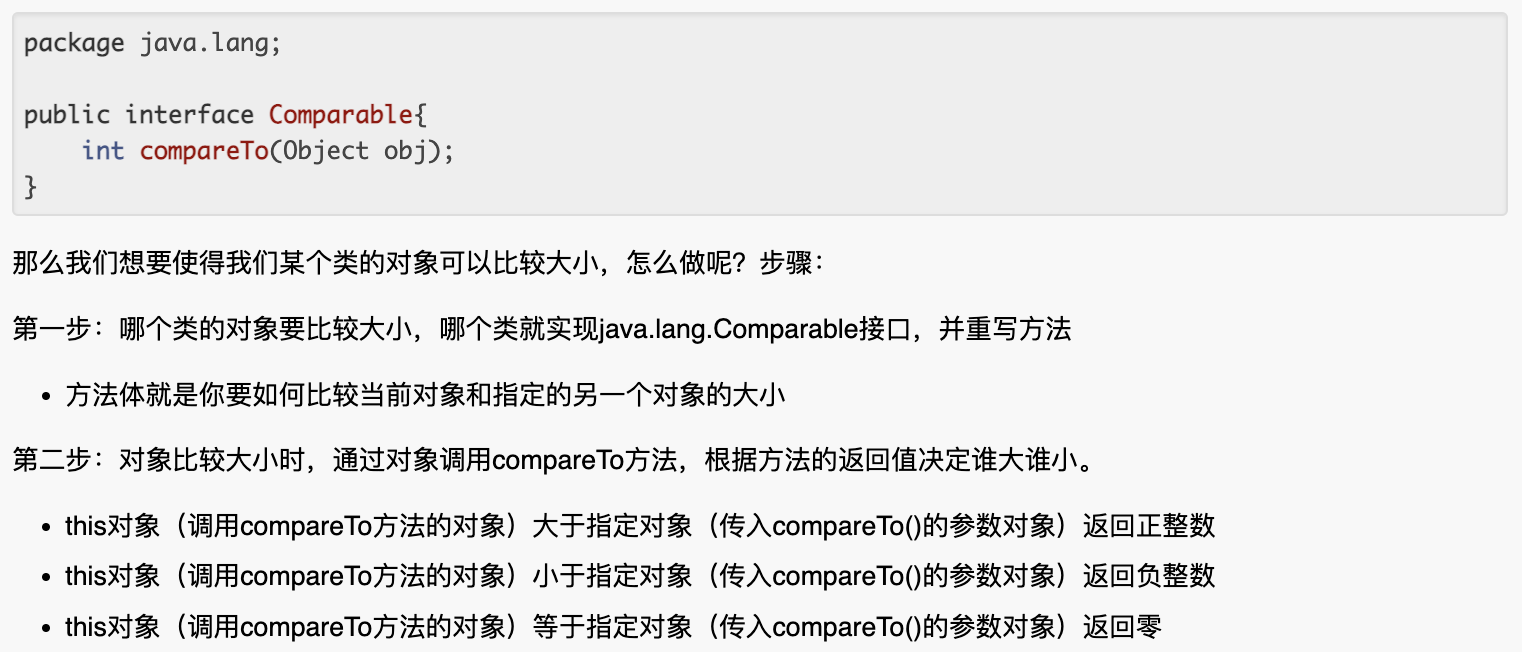 package java.lang;
public interface Comparable{
    int compareTo(Object obj);
}
那么我们想要使得我们某个类的对象可以比较大小，怎么做呢？步骤：
第一步：哪个类的对象要比较大小，哪个类就实现java.lang.Comparable接口，并重写方法
• 方法体就是你要如何比较当前对象和指定的另一个对象的大小
第二步：对象比较大小时，通过对象调用compareTo方法，根据方法的返回值决定谁大谁小。
• this对象（调用compareTo方法的对象）大于指定对象（传入compareTo()的参数对象）返回正整数
• this对象（调用compareTo方法的对象）小于指定对象（传入compareTo()的参数对象）返回负整数
• this对象（调用compareTo方法的对象）等于指定对象（传入compareTo()的参数对象）返回零